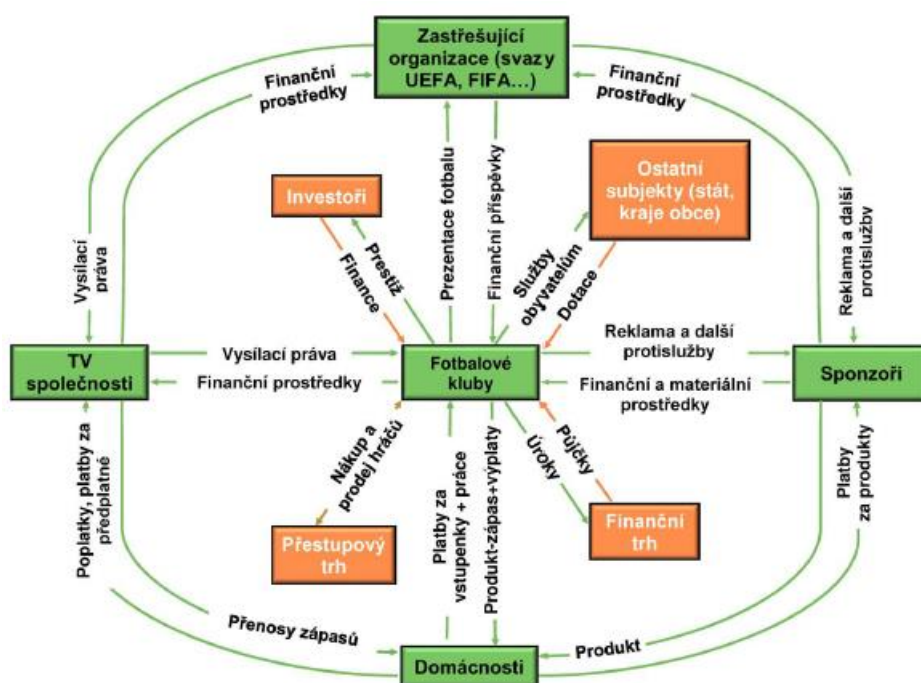 Zastřešující
organizace (svazy
UEFA, FIFA…)
Finanční
prostředky
Finanční
prostředky
Investoři
Ostatní
subjekty (stát,
kraje obce)
Vysílací
práva
Finance
Prestiž
Prezentace fotbalu
Finanční příspěvky
Služby
obyvatelům
Dotace
Reklama a další
protislužby
TV
společnosti
Vysílací práva
Finanční prostředky
Fotbalové
kluby
Reklama a další
protislužby
Finanční a materiální
prostředky
Sponzoři
Poplatky, platby za
předplatné
Nákup a
prodej hráčů
Platby za
vstupenky + práce
Produkt-zápas+výplaty
Úroky
Půjčky
Platby
za produkty
Přestupový
trh
Finanční
trh
Přenosy zápasů
Domácnosti
Produkt